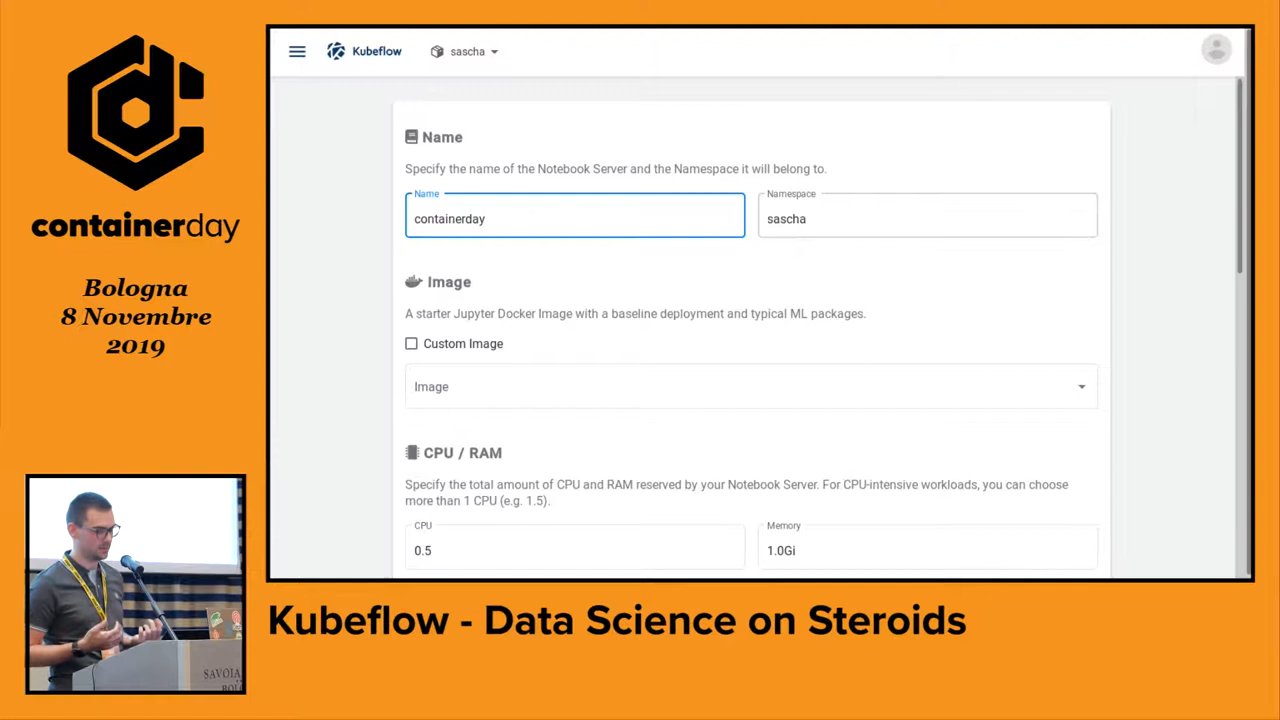 containerday
Bologna
8 Novembre
2019
Kubeflow
sascha
Name
Specify the name of the Notebook Server and the Namespace it will belong to.
Name
containerday
Namespace
sascha
Image
A starter Jupyter Docker Image with a baseline deployment and typical ML packages.
Custom Image
Image
CPU / RAM
Specify the total amount of CPU and RAM reserved by your Notebook Server. For CPU-intensive workloads, you can choose
more than 1 CPU (e.g. 1.5).
CPU
0.5
Memory
1.0Gi
SAVOIA
Kubeflow - Data Science on Steroids